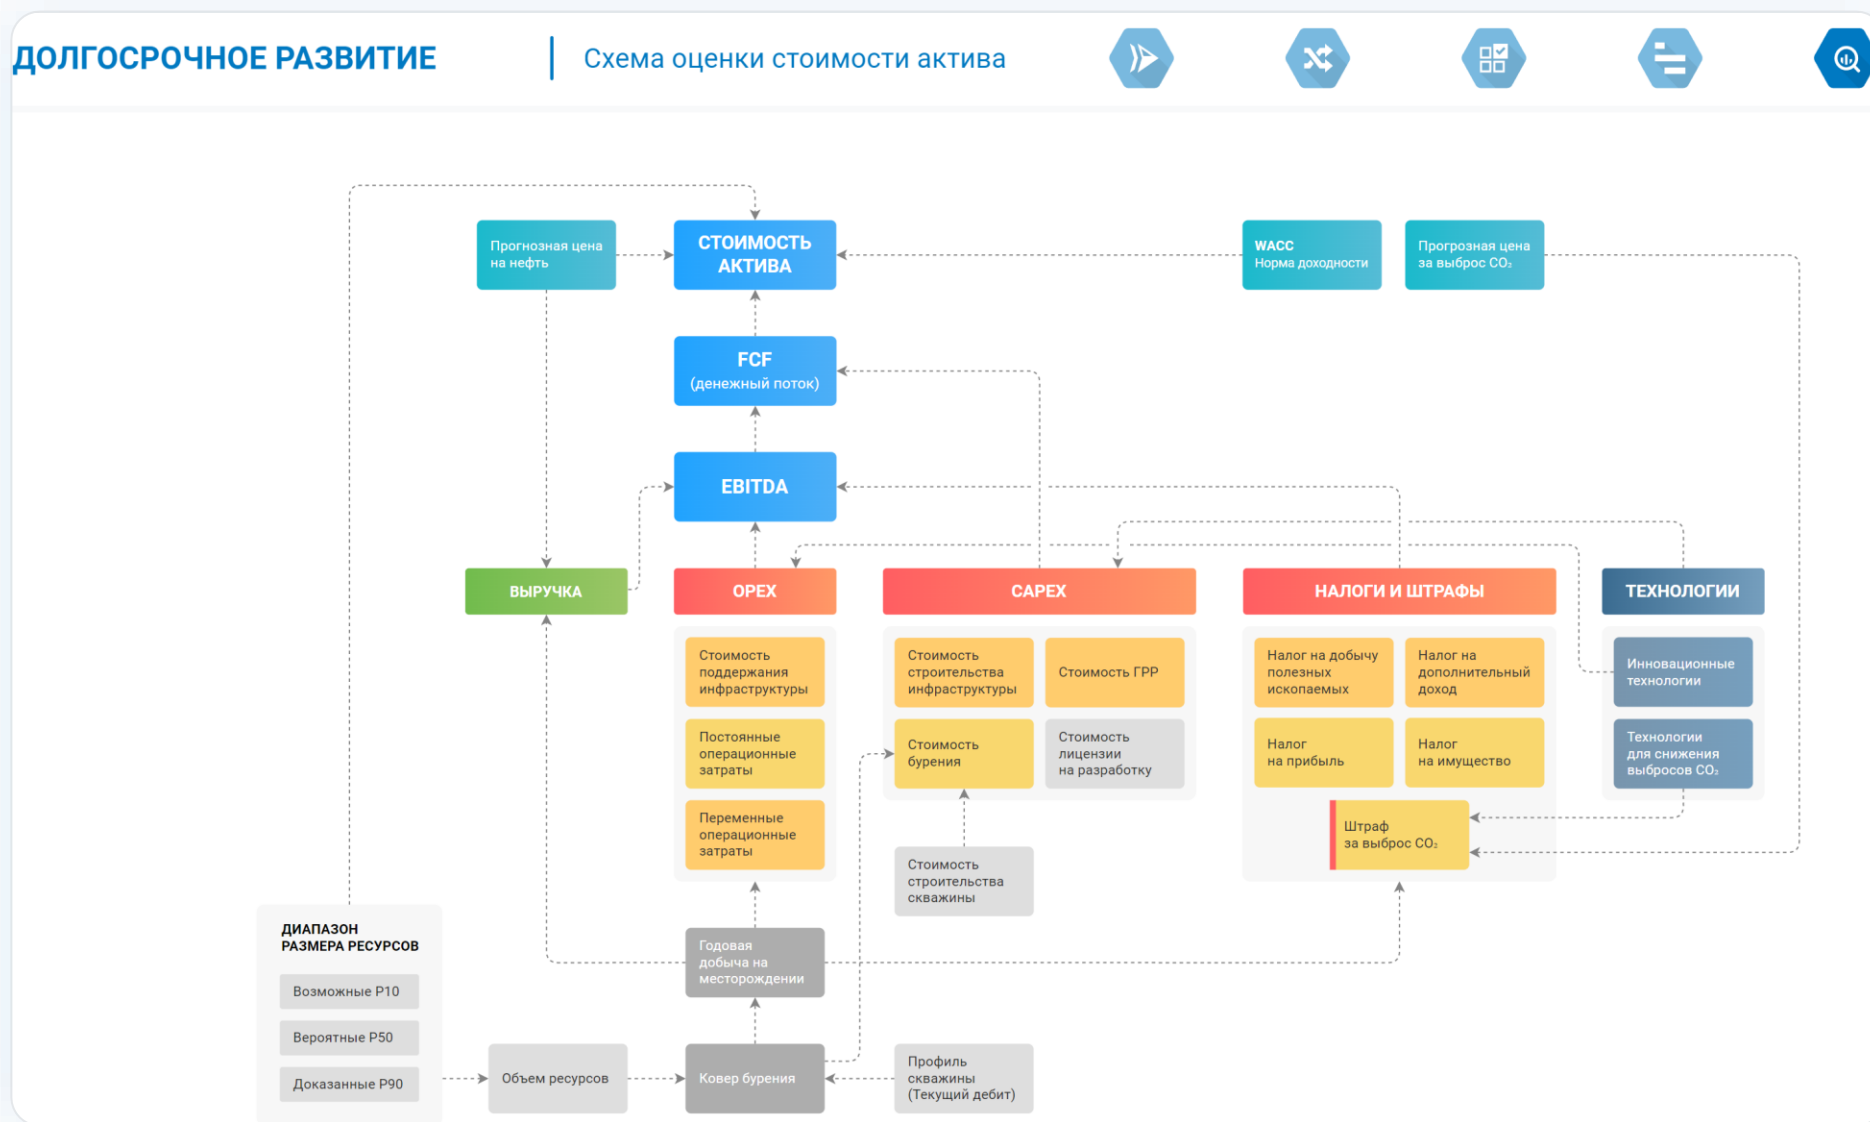 ДОЛГОСРОЧНОЕ РАЗВИТИЕ
Схема оценки стоимости актива
Прогнозная цена
на нефть
СТОИМОСТЬ
АКТИВА
WACC
Норма доходности
Прогрозная цена
за выброс CO₂
FCF
(денежный поток)
EBITDA
ВЫРУЧКА
OPEX
CAPEX
НАЛОГИ И ШТРАФЫ
ТЕХНОЛОГИИ
Стоимость
поддержания
инфраструктуры
Постоянные
операционные
затраты
Переменные
операционные
затраты
Стоимость
строительства
инфраструктуры
Стоимость ГРР
Стоимость
бурения
Стоимость
лицензии
на разработку
Налог на добычу
полезных
ископаемых
Налог на
дополнительный
доход
Налог
на прибыль
Налог
на имущество
Штраф
за выброс CO₂
Инновационные
технологии
Технологии
для снижения
выбросов CO₂
Стоимость
строительства
скважины
ДИАПАЗОН
РАЗМЕРА РЕСУРСОВ
Возможные P10
Вероятные P50
Доказанные P90
Годовая
добыча на
месторождении
Объем ресурсов
Ковер бурения
Профиль
скважины
(Текущий дебит)